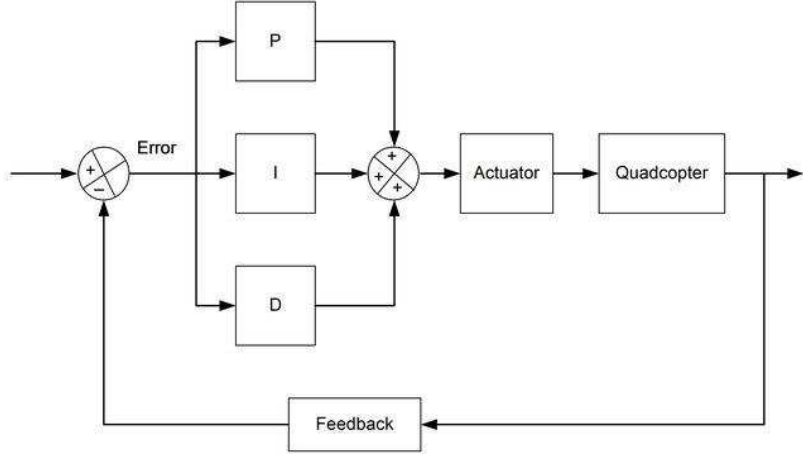 P
Error
+
−
I
+
+
+
Actuator
Quadcopter
D
Feedback